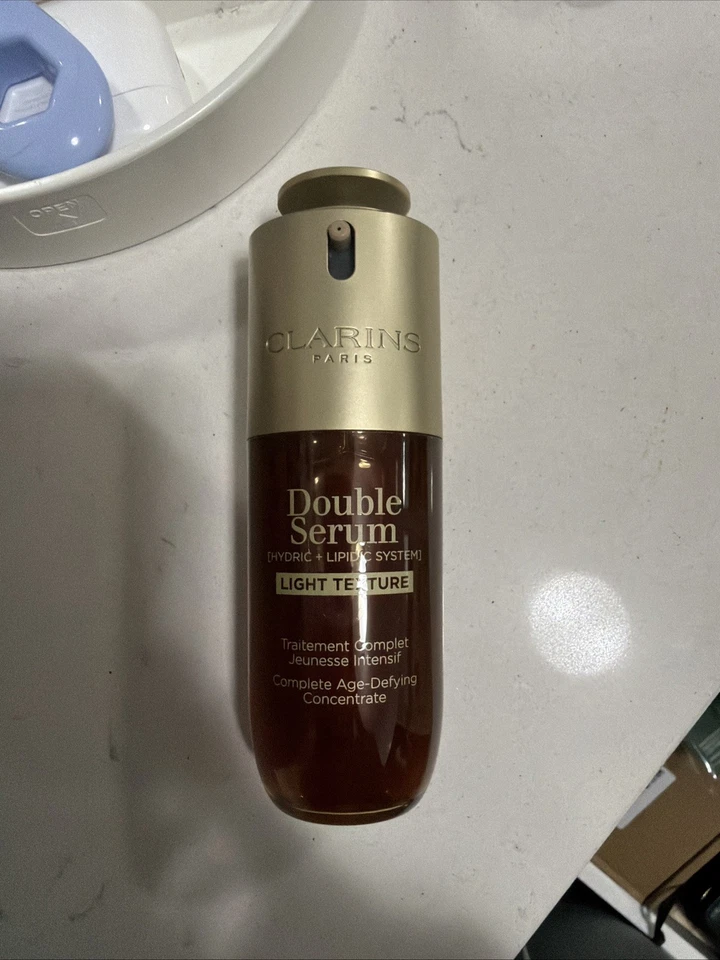 OPEN
CLARINS
PARIS
Double
Serum
[HYDRIC + LIPIDIC SYSTEM]
LIGHT TEXTURE
Traitement Complet
Jeunesse Intensif
Complete Age-Defying
Concentrate